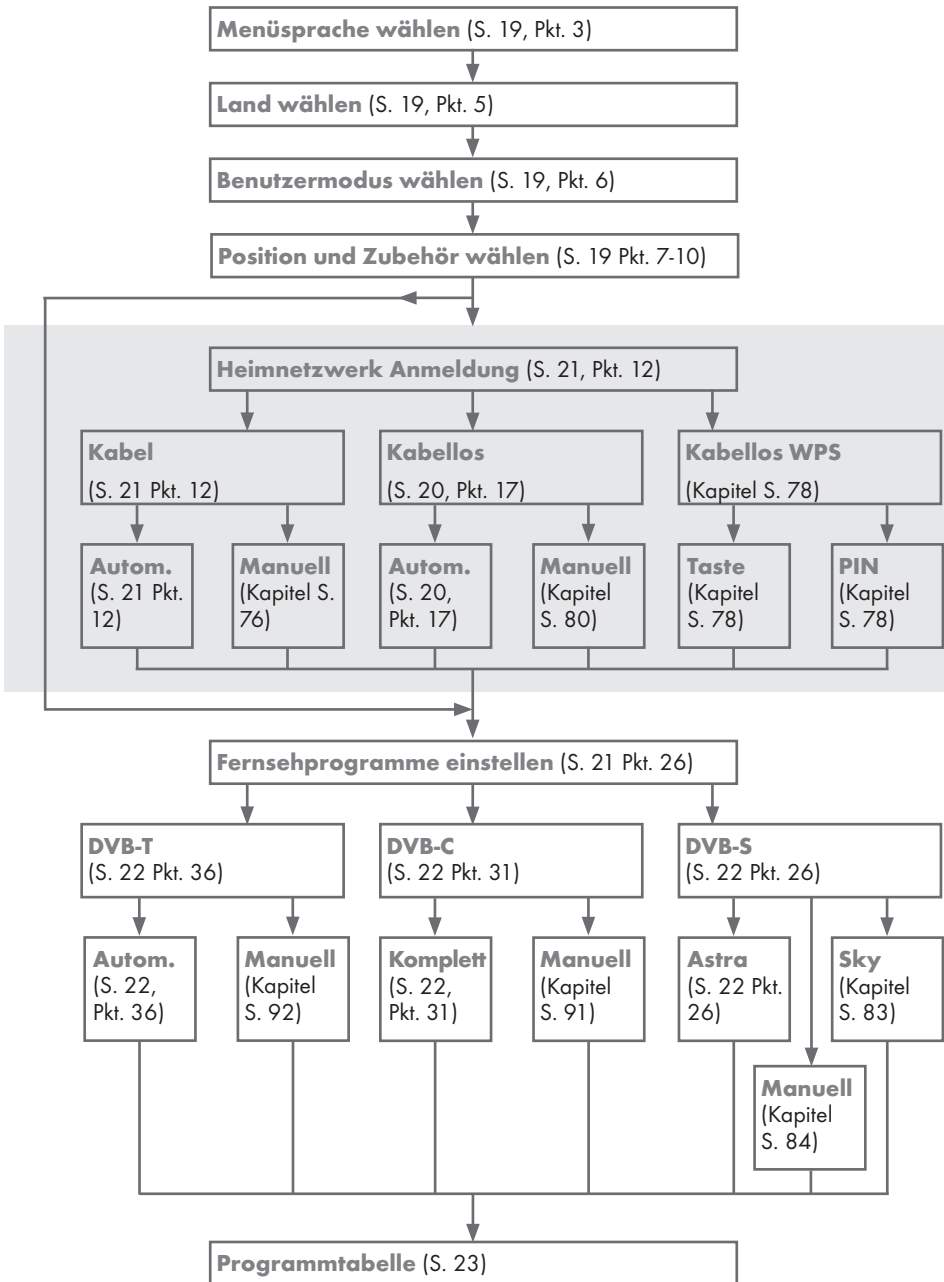 Menüsprache wählen (S. 19, Pkt. 3)
Land wählen (S. 19, Pkt. 5)
Benutzermodus wählen (S. 19, Pkt. 6)
Position und Zubehör wählen (S. 19 Pkt. 7-10)
Heimnetzwerk Anmeldung (S. 21, Pkt. 12)
Kabel
(S. 21 Pkt. 12)
Kabellos
(S. 20, Pkt. 17)
Kabellos WPS
(Kapitel S. 78)
Autom.
(S. 21 Pkt.
12)
Manuell
(Kapitel S.
76)
Autom.
(S. 20,
Pkt. 17)
Manuell
(Kapitel
S. 80)
Taste
(Kapitel
S. 78)
PIN
(Kapitel
S. 78)
Fernsehprogramme einstellen (S. 21 Pkt. 26)
DVB-T
(S. 22 Pkt. 36)
DVB-C
(S. 22 Pkt. 31)
DVB-S
(S. 22 Pkt. 26)
Autom.
(S. 22,
Pkt. 36)
Manuell
(Kapitel
S. 92)
Komplett
(S. 22,
Pkt. 31)
Manuell
(Kapitel
S. 91)
Astra
(S. 22 Pkt.
26)
Sky
(Kapitel
S. 83)
Manuell
(Kapitel
S. 84)
Programmtabelle (S. 23)